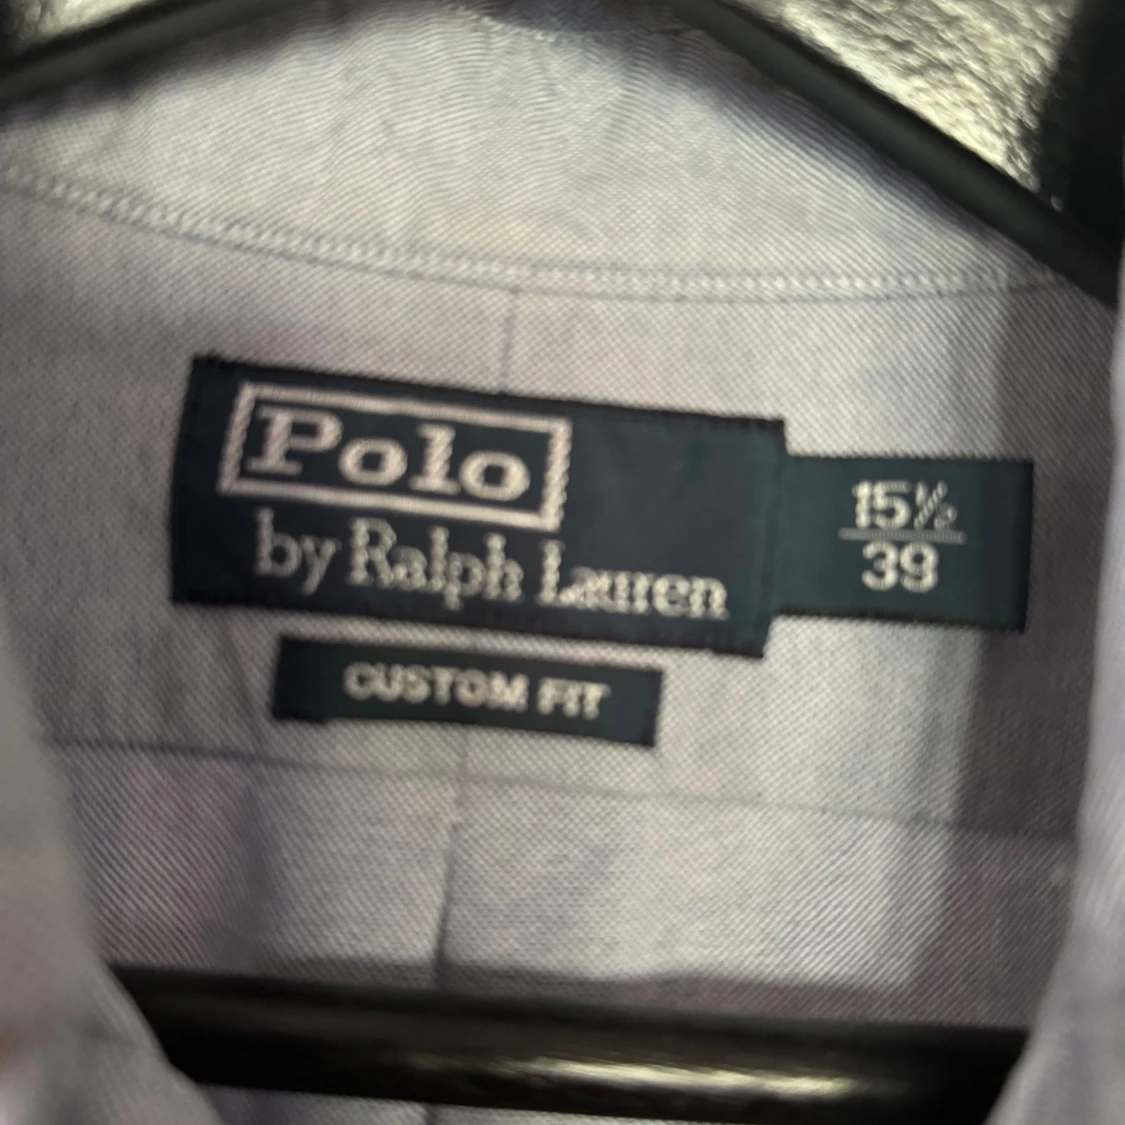 Polo
by Ralph Lauren
15½
39
CUSTOM FIT